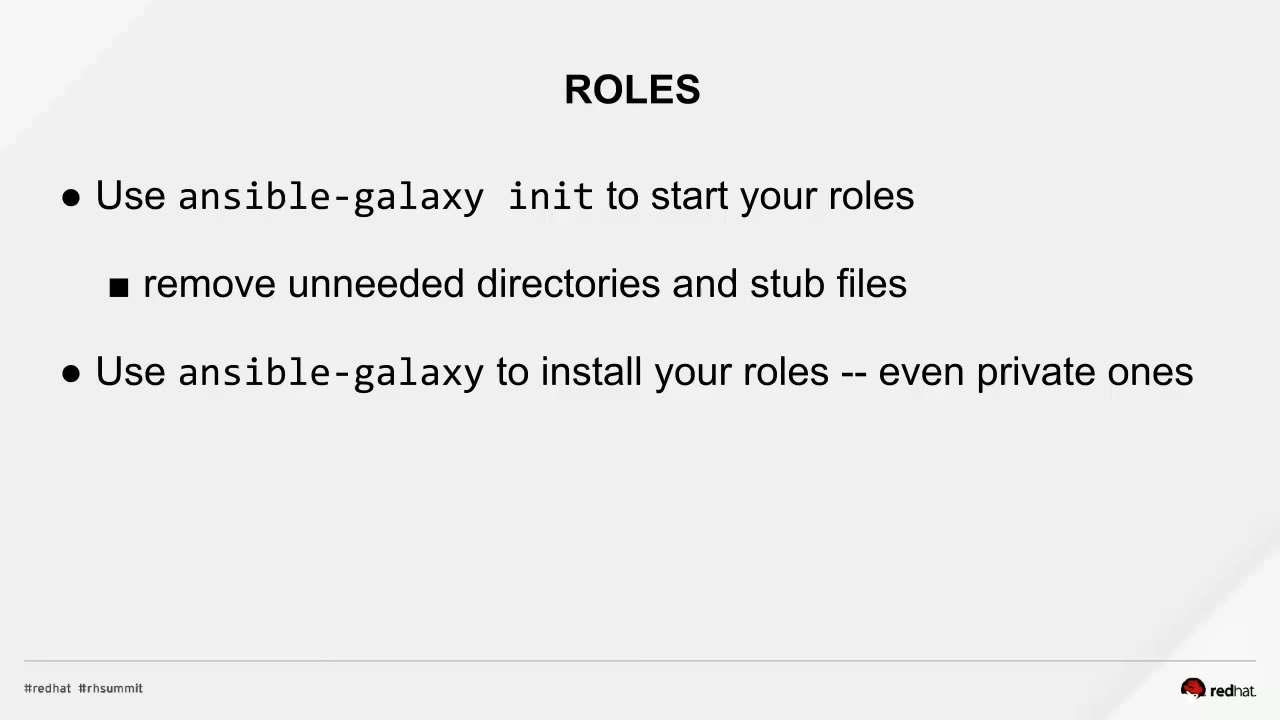 ROLES
● Use ansible-galaxy init to start your roles
■ remove unneeded directories and stub files
● Use ansible-galaxy to install your roles -- even private ones
#redhat #rhsummit
redhat.